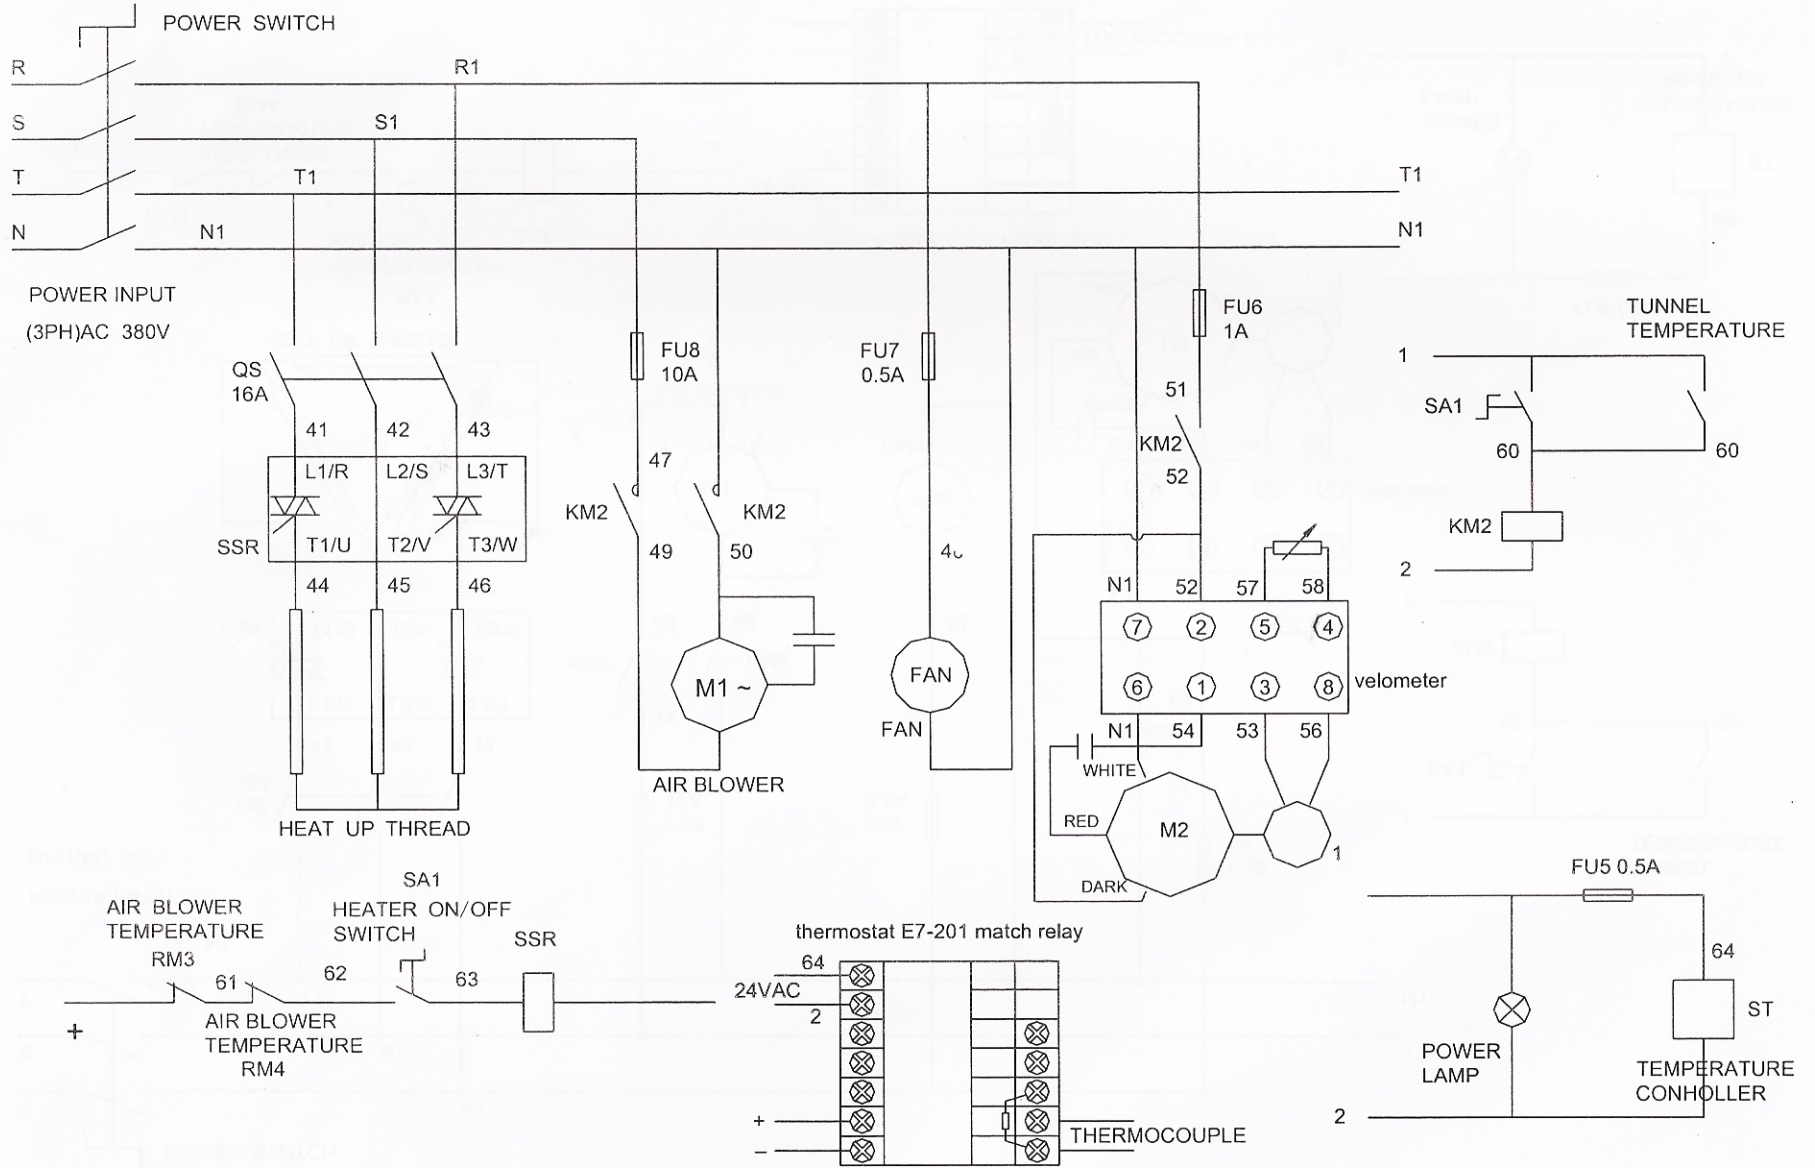 POWER SWITCH
R
R1
S
S1
T
T1
T1
N
N1
N1
POWER INPUT
(3PH)AC 380V
QS
16A
41
42
43
L1/R
L2/S
L3/T
SSR
T1/U
T2/V
T3/W
44
45
46
HEAT UP THREAD
FU8
10A
47
KM2
KM2
49
50
M1 ~
AIR BLOWER
FU7
0.5A
FAN
FAN
FU6
1A
51
KM2
52
N1
52
57
58
7
2
5
4
6
1
3
8
velometer
N1
54
53
56
WHITE
RED
M2
1
DARK
TUNNEL
TEMPERATURE
1
SA1
60
60
KM2
2
AIR BLOWER
TEMPERATURE
RM3
61
AIR BLOWER
TEMPERATURE
RM4
62
SA1
HEATER ON/OFF
SWITCH
63
SSR
+
thermostat E7-201 match relay
64
24VAC
2
+
−
THERMOCOUPLE
FU5 0.5A
64
ST
POWER
LAMP
TEMPERATURE
CONHOLLER
2